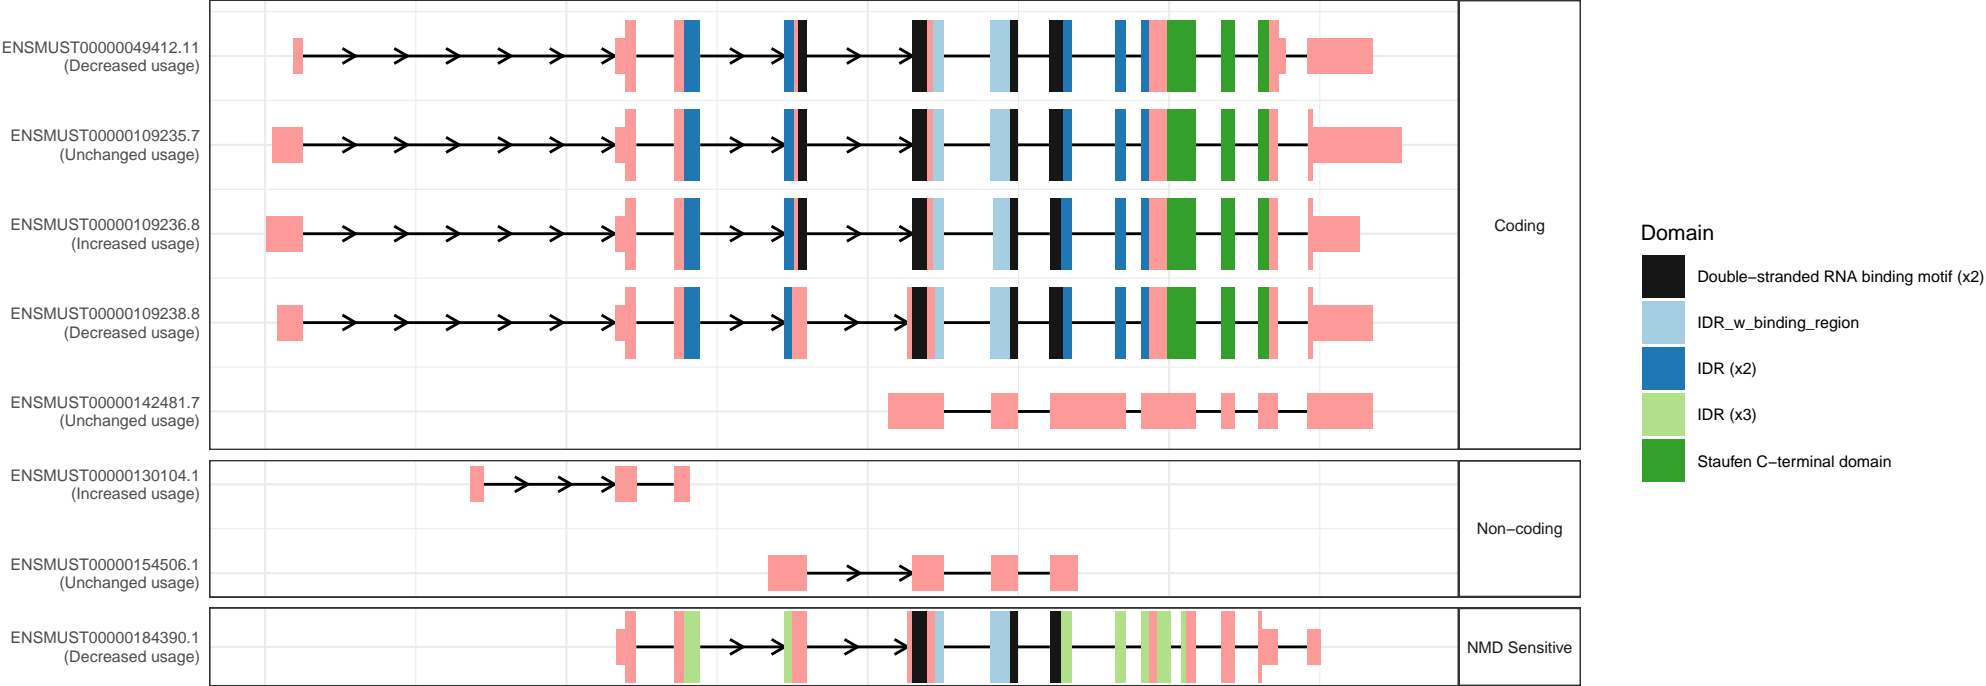 ENSMUST00000049412.11
(Decreased usage)
ENSMUST00000109235.7
(Unchanged usage)
ENSMUST00000109236.8
(Increased usage)
ENSMUST00000109238.8
(Decreased usage)
ENSMUST00000142481.7
(Unchanged usage)
Coding
ENSMUST00000130104.1
(Increased usage)
ENSMUST00000154506.1
(Unchanged usage)
Non−coding
ENSMUST00000184390.1
(Decreased usage)
NMD Sensitive
Domain
Double−stranded RNA binding motif (x2)
IDR_w_binding_region
IDR (x2)
IDR (x3)
Staufen C−terminal domain